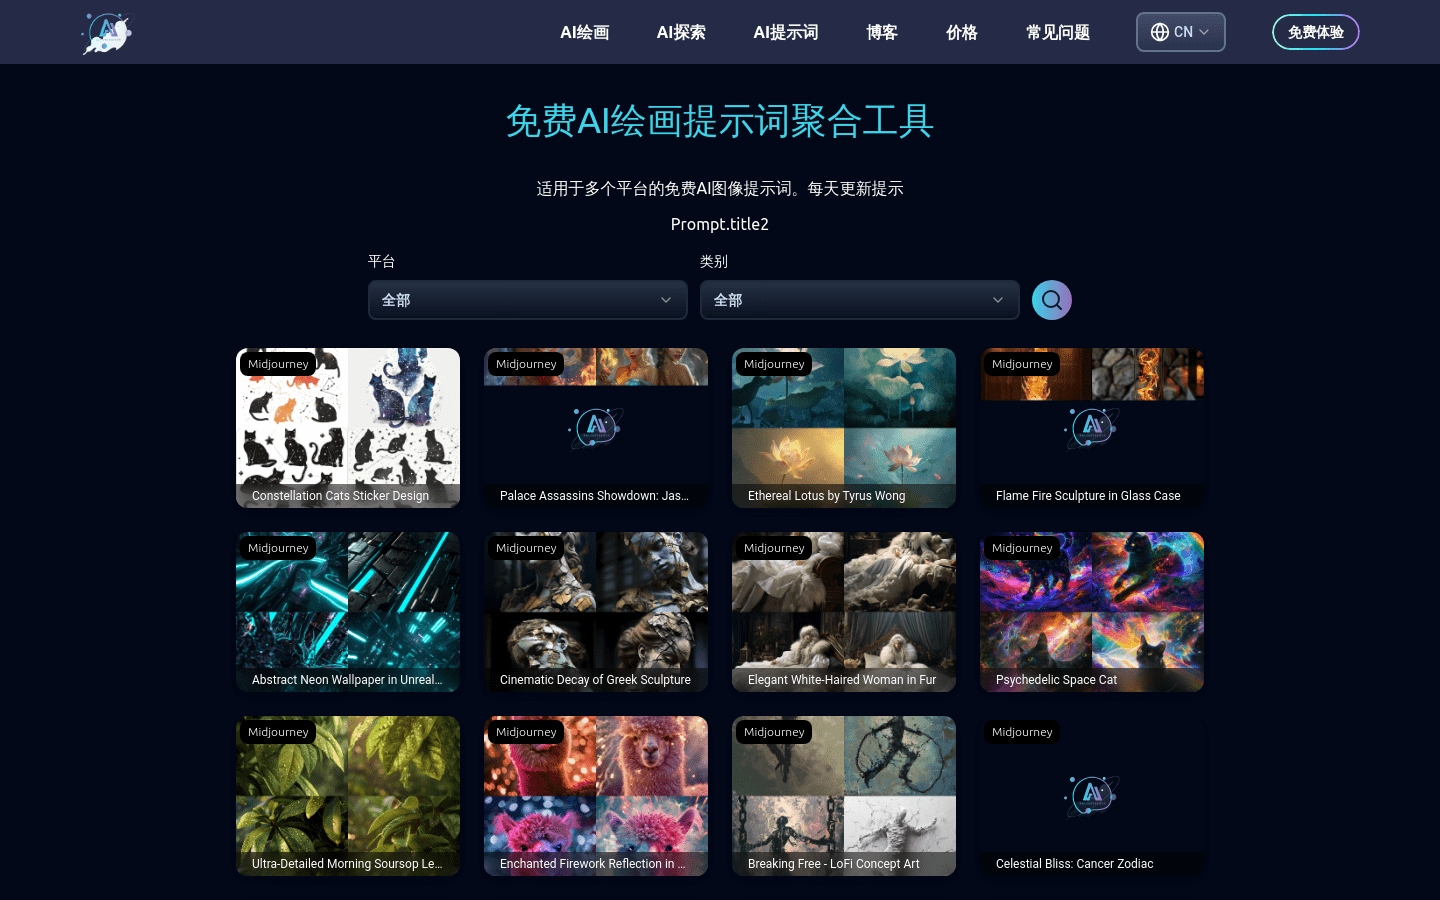 AI绘画
AI探索
AI提示词
博客
价格
常见问题
CN
免费体验
免费AI绘画提示词聚合工具
适用于多个平台的免费AI图像提示词。每天更新提示
Prompt.title2
平台
类别
全部
全部
Midjourney
Midjourney
Midjourney
Midjourney
Constellation Cats Sticker Design
Palace Assassins Showdown: Jas...
Ethereal Lotus by Tyrus Wong
Flame Fire Sculpture in Glass Case
Midjourney
Midjourney
Midjourney
Midjourney
Abstract Neon Wallpaper in Unreal...
Cinematic Decay of Greek Sculpture
Elegant White-Haired Woman in Fur
Psychedelic Space Cat
Midjourney
Midjourney
Midjourney
Midjourney
Ultra-Detailed Morning Soursop Le...
Enchanted Firework Reflection in ...
Breaking Free - LoFi Concept Art
Celestial Bliss: Cancer Zodiac